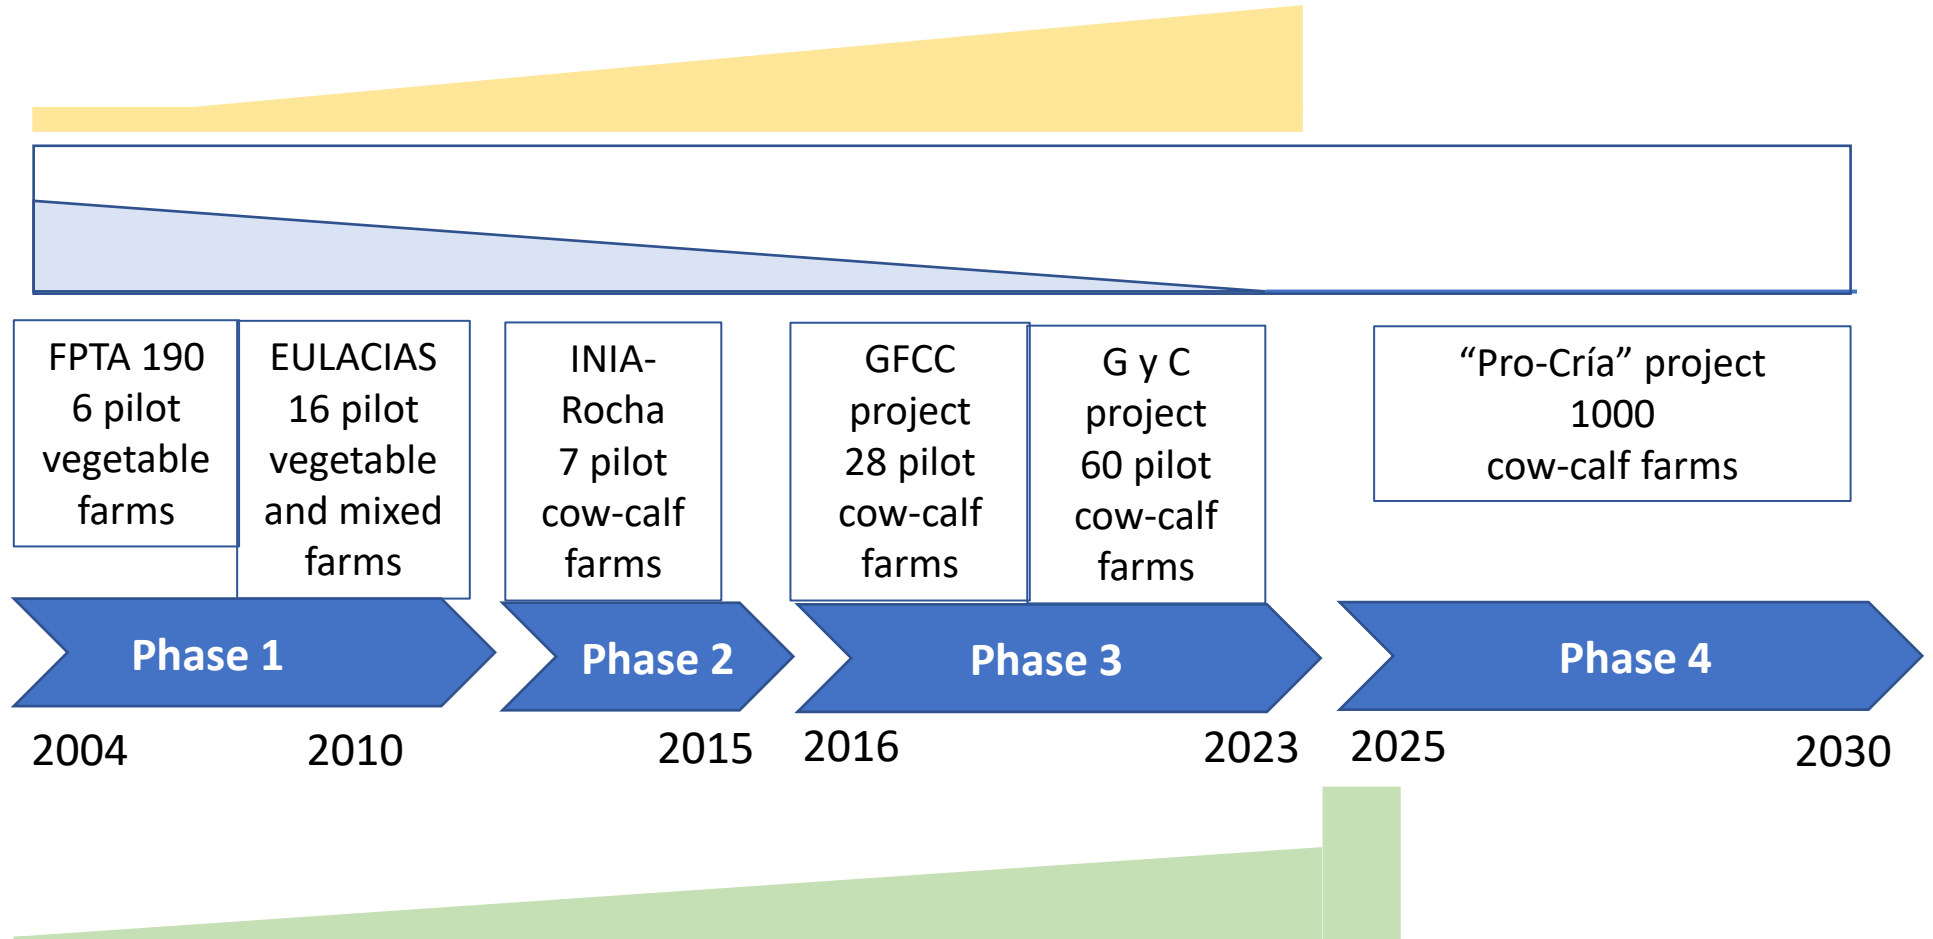 FPTA 190
6 pilot
vegetable
farms
EULACIAS
16 pilot
vegetable
and mixed
farms
INIA-
Rocha
7 pilot
cow-calf
farms
GFCC
project
28 pilot
cow-calf
farms
G y C
project
60 pilot
cow-calf
farms
“Pro-Cría” project
1000
cow-calf farms
Phase 1
Phase 2
Phase 3
Phase 4
2004
2010
2015
2016
2023
2025
2030